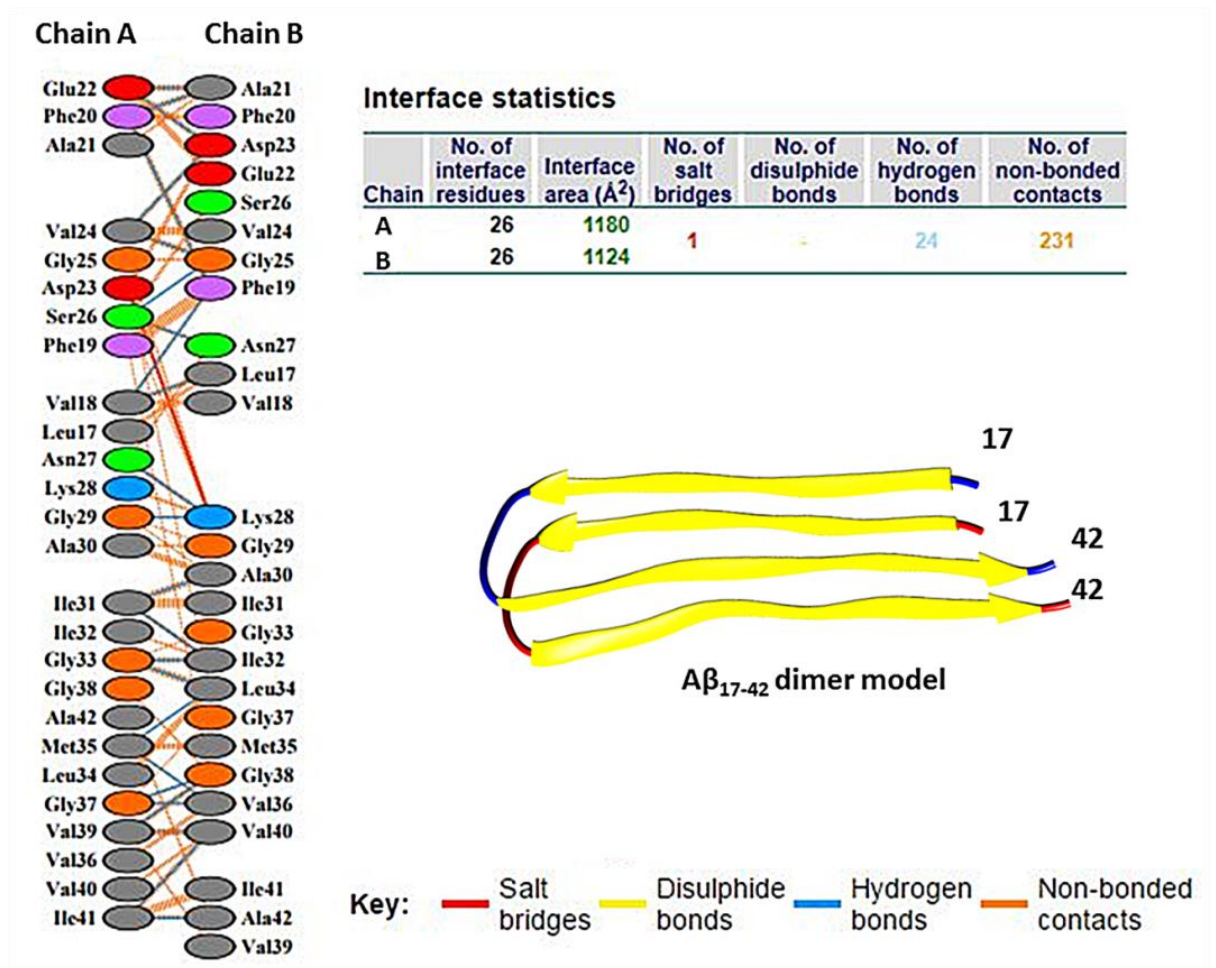 Chain A Chain B
Glu22 Ala21
Phe20 Phe20
Ala21 Asp23
Glu22
Ser26
Val24 Val24
Gly25 Gly25
Asp23 Phe19
Ser26
Phe19 Asn27
Leu17
Val18 Val18
Leu17
Asn27
Lys28
Gly29 Lys28
Ala30 Gly29
Ala30
Ile31 Ile31
Ile32 Gly33
Gly33 Ile32
Gly38 Leu34
Ala42 Gly37
Met35 Met35
Leu34 Gly38
Gly37 Val36
Val39 Val40
Val36
Val40 Ile41
Ile41 Ala42
Val39
Interface statistics
Chain
No. of
interface
residues
Interface
area (Å²)
No. of
salt
bridges
No. of
disulphide
bonds
No. of
hydrogen
bonds
No. of
non-bonded
contacts
A 26 1180
1 - 24 231
B 26 1124
17
17
42
42
Aβ₁₇₋₄₂ dimer model
Key:
Salt
bridges
Disulphide
bonds
Hydrogen
bonds
Non-bonded
contacts